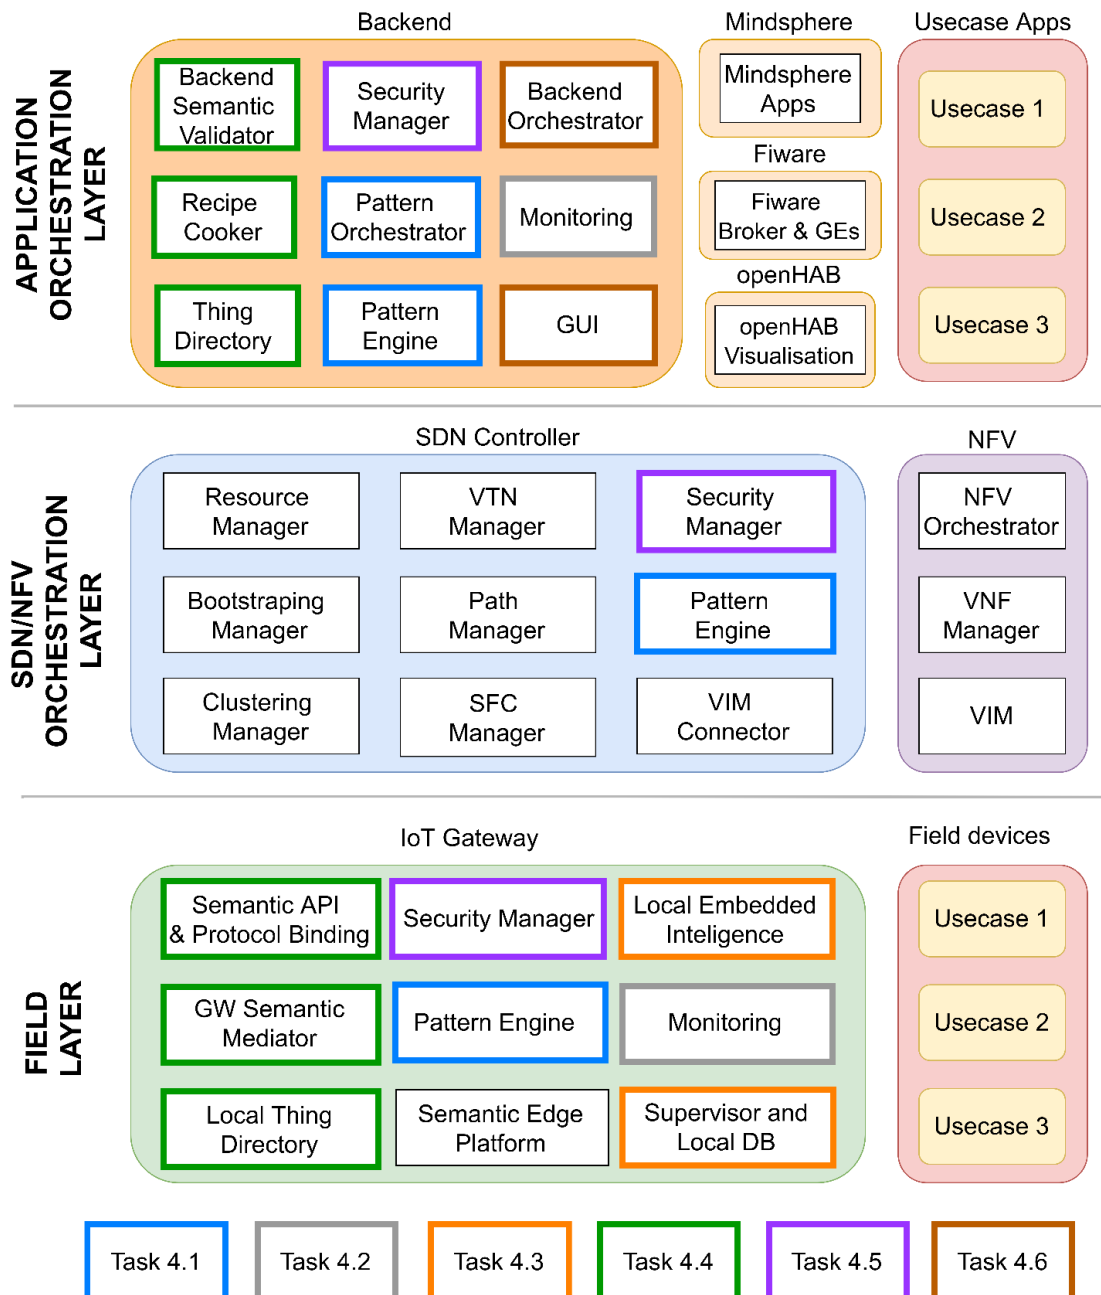 APPLICATION
ORCHESTRATION
LAYER
Backend
Backend
Semantic
Validator
Security
Manager
Backend
Orchestrator
Recipe
Cooker
Pattern
Orchestrator
Monitoring
Thing
Directory
Pattern
Engine
GUI
Mindsphere
Mindsphere
Apps
Fiware
Fiware
Broker & GEs
openHAB
openHAB
Visualisation
Usecase Apps
Usecase 1
Usecase 2
Usecase 3
SDN/NFV
ORCHESTRATION
LAYER
SDN Controller
Resource
Manager
VTN
Manager
Security
Manager
Bootstraping
Manager
Path
Manager
Pattern
Engine
Clustering
Manager
SFC
Manager
VIM
Connector
NFV
NFV
Orchestrator
VNF
Manager
VIM
FIELD
LAYER
IoT Gateway
Semantic API
& Protocol Binding
Security Manager
Local Embedded
Inteligence
GW Semantic
Mediator
Pattern Engine
Monitoring
Local Thing
Directory
Semantic Edge
Platform
Supervisor and
Local DB
Field devices
Usecase 1
Usecase 2
Usecase 3
Task 4.1
Task 4.2
Task 4.3
Task 4.4
Task 4.5
Task 4.6